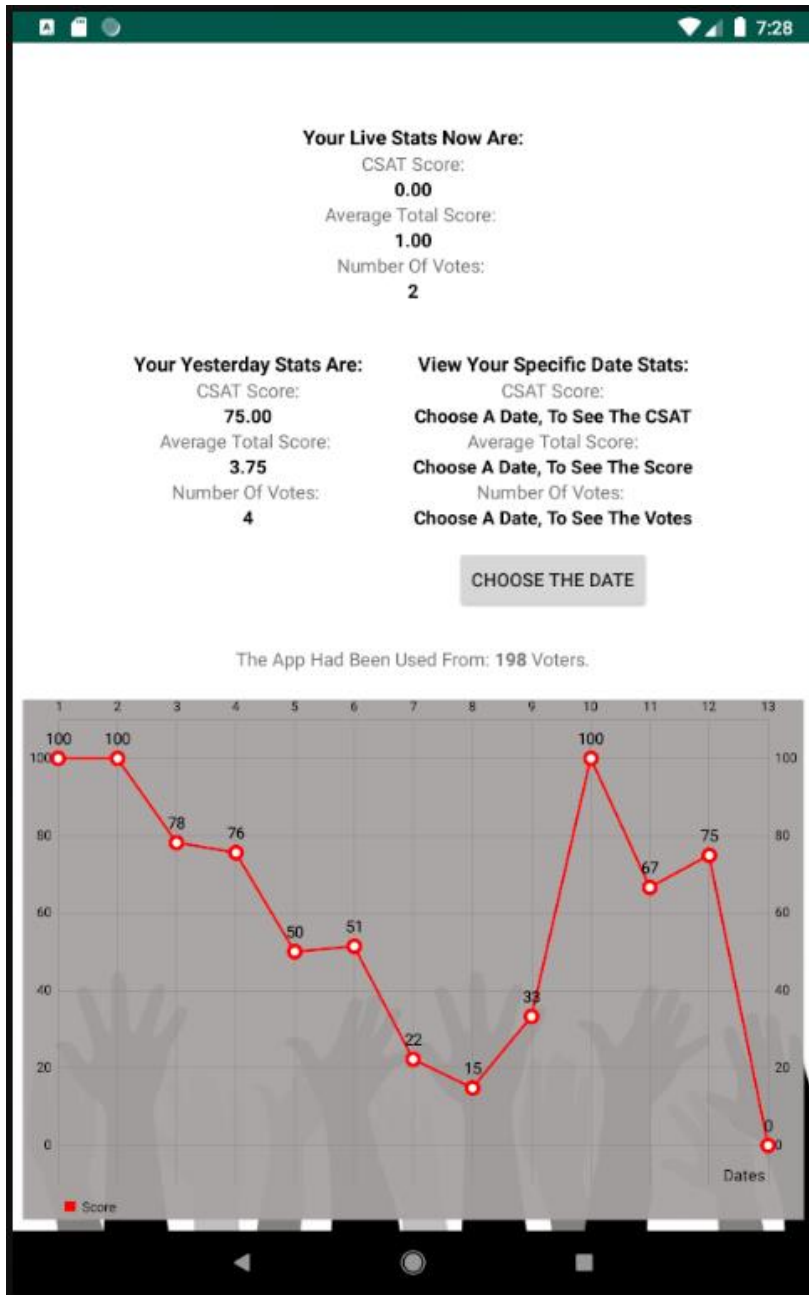 7:28
Your Live Stats Now Are:
CSAT Score:
0.00
Average Total Score:
1.00
Number Of Votes:
2
Your Yesterday Stats Are:
CSAT Score:
75.00
Average Total Score:
3.75
Number Of Votes:
4
View Your Specific Date Stats:
CSAT Score:
Choose A Date, To See The CSAT
Average Total Score:
Choose A Date, To See The Score
Number Of Votes:
Choose A Date, To See The Votes
CHOOSE THE DATE
The App Had Been Used From: 198 Voters.
1 2 3 4 5 6 7 8 9 10 11 12 13
100 100 100
100 100
78 76 75
80 80
67
60 60
50 51
40 40
33
22
20 20
15
0
0 0
Dates
Score